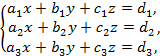 a₁x + b₁y + c₁z = d₁,
a₂x + b₂y + c₂z = d₂,
a₃x + b₃y + c₃z = d₃,